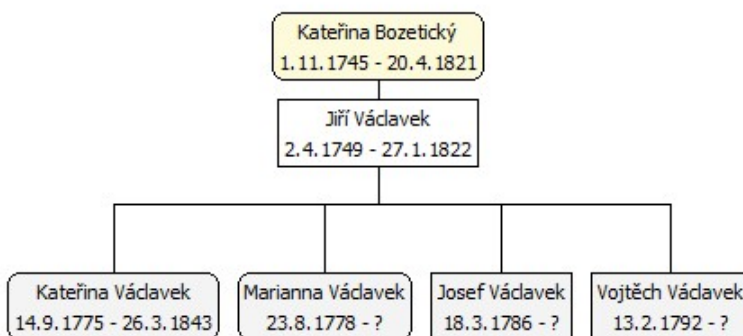 Kateřina Bozetický
1.11.1745 - 20.4.1821
Jiří Václavek
2.4.1749 - 27.1.1822
Kateřina Václavek
14.9.1775 - 26.3.1843
Marianna Václavek
23.8.1778 - ?
Josef Václavek
18.3.1786 - ?
Vojtěch Václavek
13.2.1792 - ?